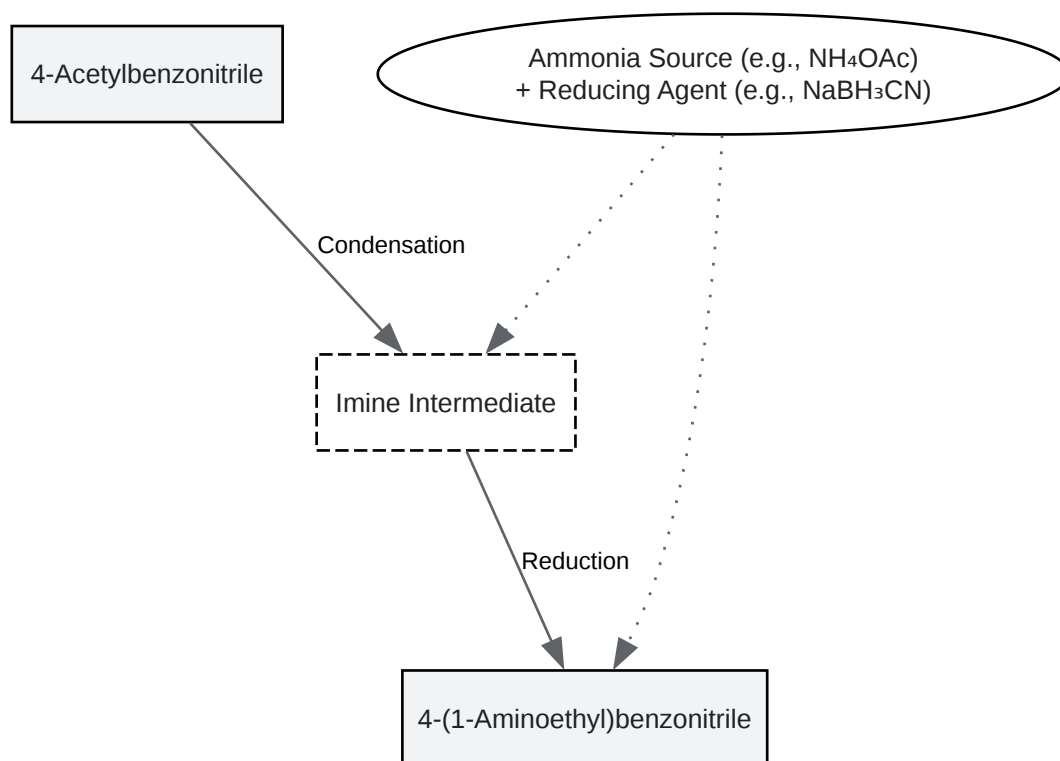 4-Acetylbenzonitrile
Ammonia Source (e.g., NH₄OAc)
+ Reducing Agent (e.g., NaBH₃CN)
Condensation
Imine Intermediate
Reduction
4-(1-Aminoethyl)benzonitrile